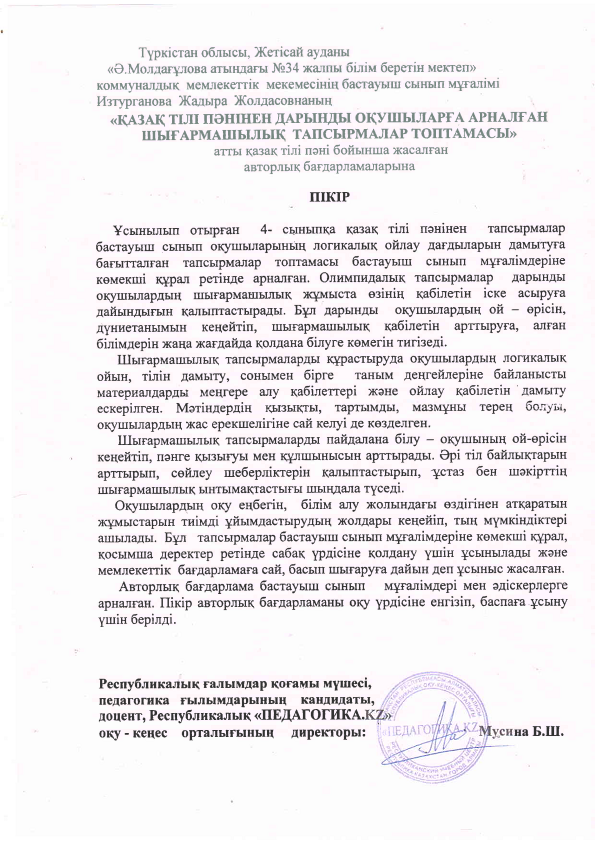 Түркістан облысы, Жетісай ауданы
«Ә.Молдағұлова атындағы №34 жалпы білім беретін мектеп»
коммуналдық мемлекеттік мекемесінің бастауыш сынып мұғалімі
Изтурганова Жадыра Жолдасовнаның
«ҚАЗАҚ ТІЛІ ПӘНІНЕН ДАРЫНДЫ ОҚУШЫЛАРҒА АРНАЛҒАН
ШЫҒАРМАШЫЛЫҚ ТАПСЫРМАЛАР ТОПТАМАСЫ»
атты қазақ тілі пәні бойынша жасалған
авторлық бағдарламаларына
ПІКІР
Ұсынылып отырған 4- сыныпқа қазақ тілі пәнінен тапсырмалар
бастауыш сынып оқушыларының логикалық ойлау дағдыларын дамытуға
бағытталған тапсырмалар топтамасы бастауыш сынып мұғалімдеріне
көмекші құрал ретінде арналған. Олимпидалық тапсырмалар дарынды
оқушылардың шығармашылық жұмыста өзінің қабілетін іске асыруға
дайындығын қалыптастырады. Бұл дарынды оқушылардың ой – өрісін,
дүниетанымын кеңейтіп, шығармашылық қабілетін арттыруға, алған
білімдерін жаңа жағдайда қолдана білуге көмегін тигізеді.
Шығармашылық тапсырмаларды құрастыруда оқушылардың логикалық
ойын, тілін дамыту, сонымен бірге таным деңгейлеріне байланысты
материалдарды меңгере алу қабілеттері және ойлау қабілетін дамыту
ескерілген. Мәтіндердің қызықты, тартымды, мазмұны терең болуы,
оқушылардың жас ерекшелігіне сай келуі де көзделген.
Шығармашылық тапсырмаларды пайдалана білу – оқушының ой-өрісін
кеңейтіп, пәнге қызығуы мен құлшынысын арттырады. Әрі тіл байлықтарын
арттырып, сөйлеу шеберліктерін қалыптастырып, ұстаз бен шәкірттің
шығармашылық ынтымақтастығы шыңдала түседі.
Оқушылардың оқу еңбегін, білім алу жолындағы өздігінен атқаратын
жұмыстарын тиімді ұйымдастырудың жолдары кеңейіп, тың мүмкіндіктері
ашылады. Бұл тапсырмалар бастауыш сынып мұғалімдеріне көмекші құрал,
қосымша деректер ретінде сабақ үрдісіне қолдану үшін ұсынылады және
мемлекеттік бағдарламаға сай, басып шығаруға дайын деп ұсыныс жасалған.
Авторлық бағдарлама бастауыш сынып мұғалімдері мен әдіскерлерге
арналған. Пікір авторлық бағдарламаны оқу үрдісіне енгізіп, баспаға ұсыну
үшін берілді.
Республикалық ғалымдар қоғамы мүшесі,
педагогика ғылымдарының кандидаты,
доцент, Республикалық «ПЕДАГОГИКА.KZ»
оқу - кеңес орталығының директоры: Мусина Б.Ш.
«ПЕДАГОГИКА.KZ